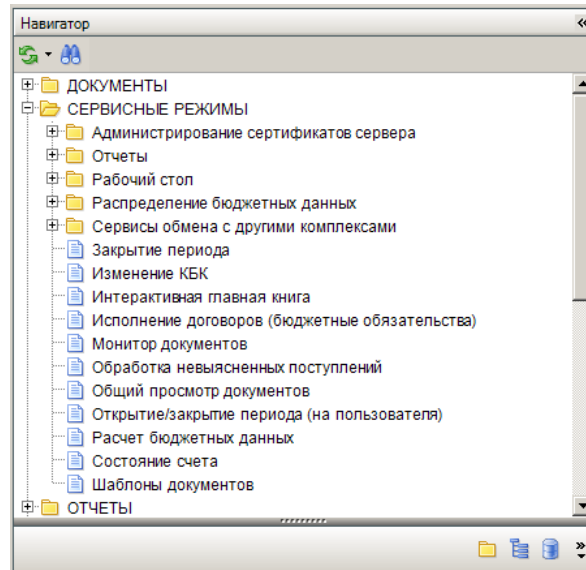 Навигатор
ДОКУМЕНТЫ
СЕРВИСНЫЕ РЕЖИМЫ
Администрирование сертификатов сервера
Отчеты
Рабочий стол
Распределение бюджетных данных
Сервисы обмена с другими комплексами
Закрытие периода
Изменение КБК
Интерактивная главная книга
Исполнение договоров (бюджетные обязательства)
Монитор документов
Обработка невыясненных поступлений
Общий просмотр документов
Открытие/закрытие периода (на пользователя)
Расчет бюджетных данных
Состояние счета
Шаблоны документов
ОТЧЕТЫ